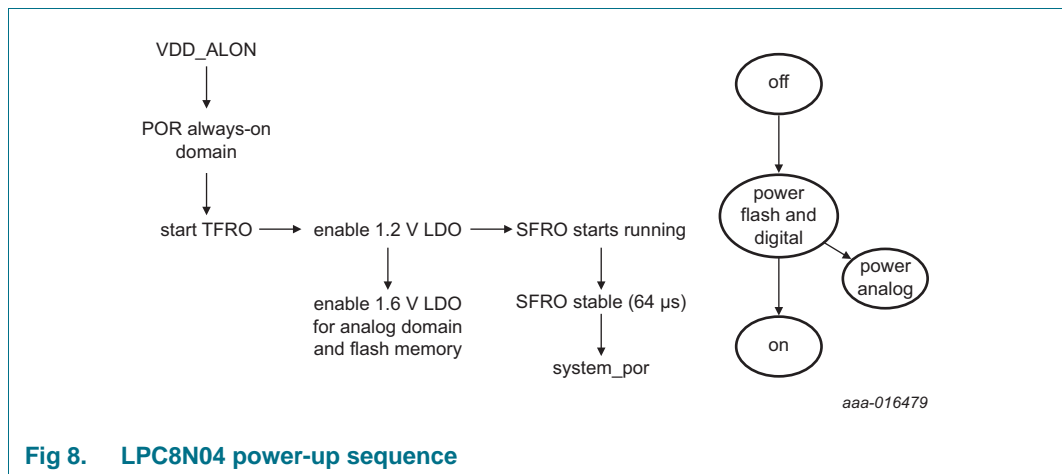 VDD_ALON
POR always-on
domain
start TFRO
enable 1.2 V LDO
SFRO starts running
enable 1.6 V LDO
for analog domain
and flash memory
SFRO stable (64 μs)
system_por
off
power
flash and
digital
power
analog
on
aaa-016479
Fig 8. LPC8N04 power-up sequence